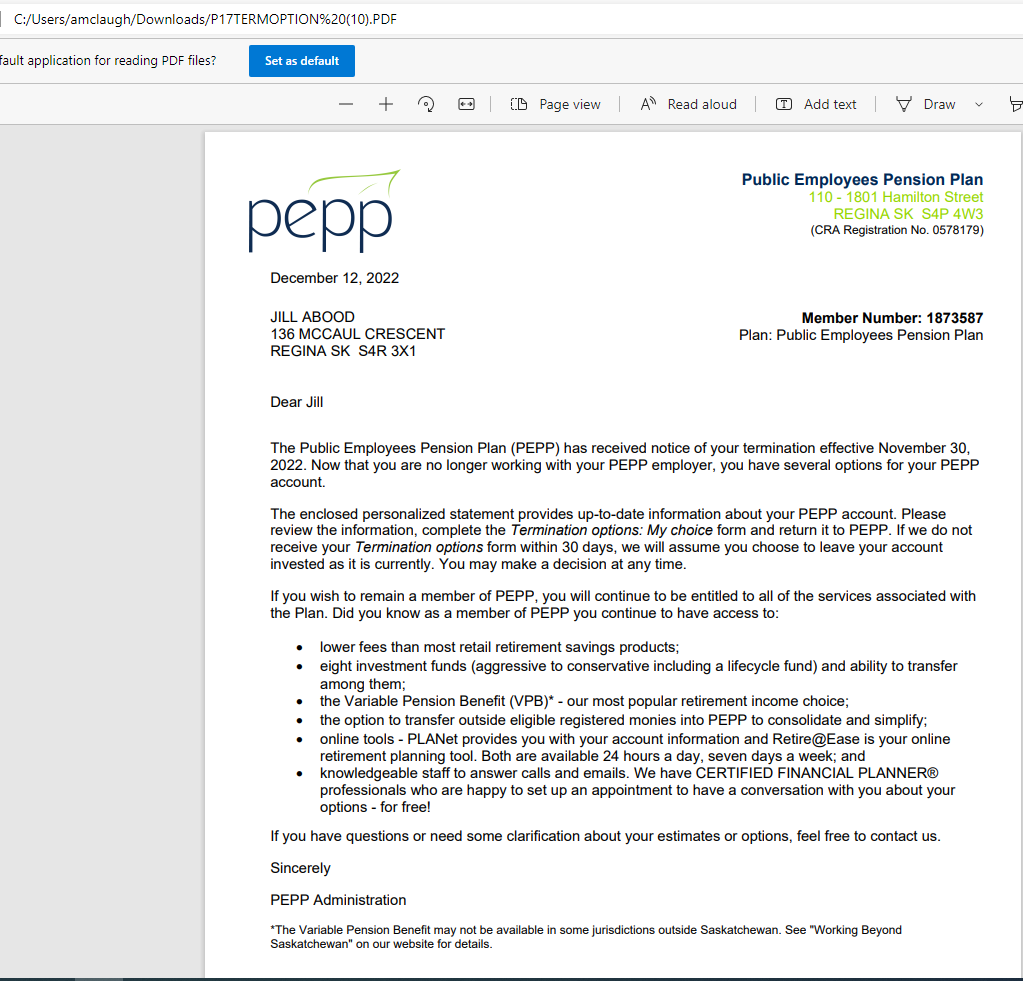 C:/Users/amclaugh/Downloads/P17TERMOPTION%20(10).PDF
fault application for reading PDF files?
Set as default
Page view
Read aloud
Add text
Draw
pepp
Public Employees Pension Plan
110 - 1801 Hamilton Street
REGINA SK  S4P 4W3
(CRA Registration No. 0578179)
December 12, 2022
JILL ABOOD
136 MCCAUL CRESCENT
REGINA SK  S4R 3X1
Member Number: 1873587
Plan: Public Employees Pension Plan
Dear Jill
The Public Employees Pension Plan (PEPP) has received notice of your termination effective November 30,
2022. Now that you are no longer working with your PEPP employer, you have several options for your PEPP
account.
The enclosed personalized statement provides up-to-date information about your PEPP account. Please
review the information, complete the Termination options: My choice form and return it to PEPP. If we do not
receive your Termination options form within 30 days, we will assume you choose to leave your account
invested as it is currently. You may make a decision at any time.
If you wish to remain a member of PEPP, you will continue to be entitled to all of the services associated with
the Plan. Did you know as a member of PEPP you continue to have access to:
• lower fees than most retail retirement savings products;
• eight investment funds (aggressive to conservative including a lifecycle fund) and ability to transfer
among them;
• the Variable Pension Benefit (VPB)* - our most popular retirement income choice;
• the option to transfer outside eligible registered monies into PEPP to consolidate and simplify;
• online tools - PLANet provides you with your account information and Retire@Ease is your online
retirement planning tool. Both are available 24 hours a day, seven days a week; and
• knowledgeable staff to answer calls and emails. We have CERTIFIED FINANCIAL PLANNER®
professionals who are happy to set up an appointment to have a conversation with you about your
options - for free!
If you have questions or need some clarification about your estimates or options, feel free to contact us.
Sincerely
PEPP Administration
*The Variable Pension Benefit may not be available in some jurisdictions outside Saskatchewan. See "Working Beyond
Saskatchewan" on our website for details.